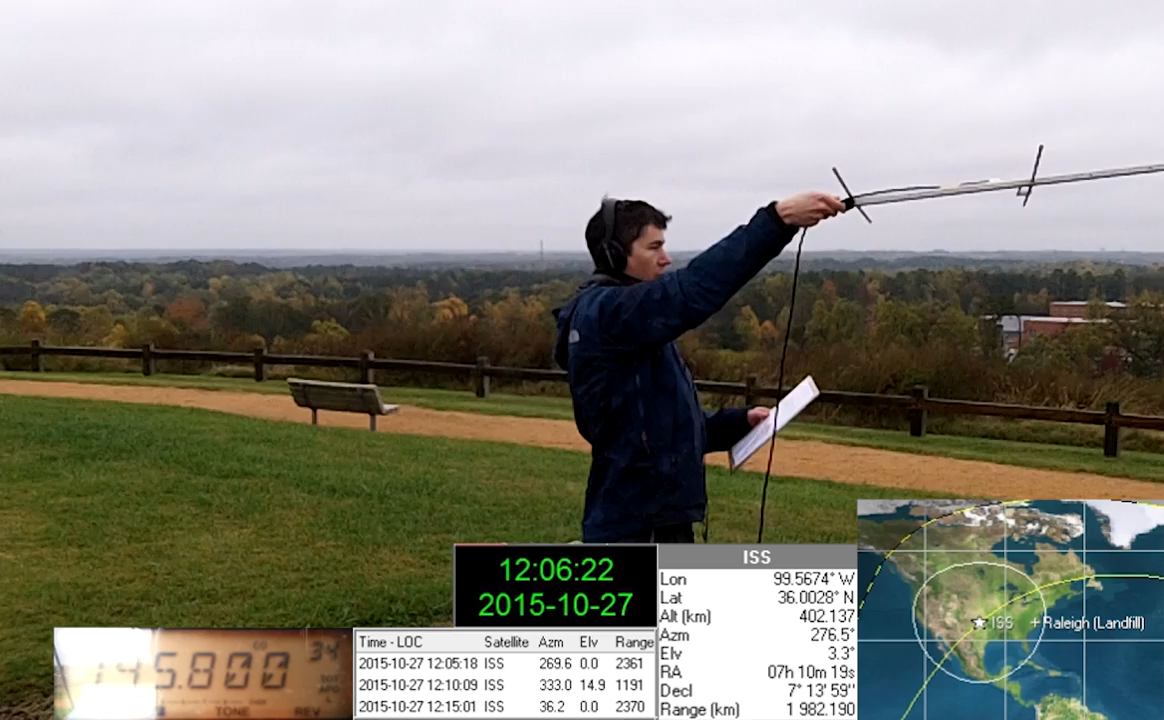 12:06:22
2015-10-27
ISS
Lon 99.5674° W
Lat 36.0028° N
Alt (km) 402.137
Azm 276.5°
Elv 3.3°
RA 07h 10m 19s
Decl 7° 13' 59"
Range (km) 1 982.190
ISS + Raleigh (Landfill)
145.800
34
TONE REV
Time - LOC Satellite Azm Elv Range
2015-10-27 12:05:18 ISS 269.6 0.0 2361
2015-10-27 12:10:09 ISS 333.0 14.9 1191
2015-10-27 12:15:01 ISS 36.2 0.0 2370